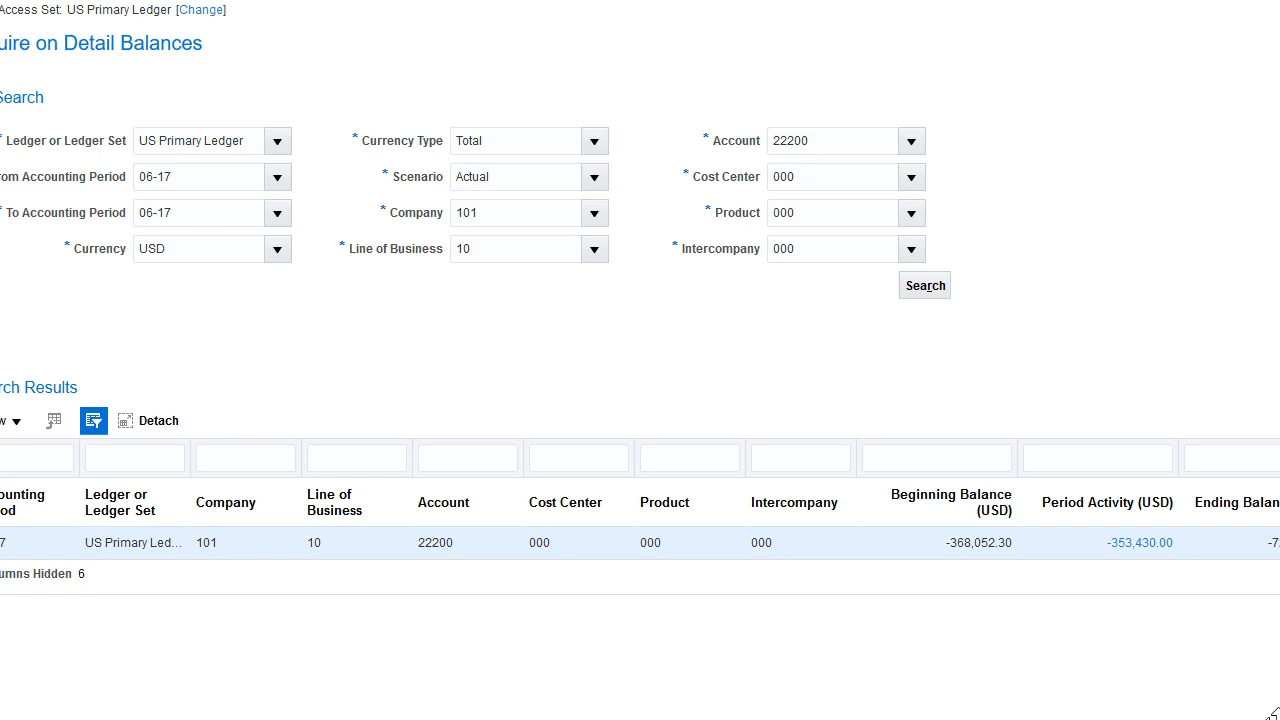 Access Set: US Primary Ledger [Change]
uire on Detail Balances
Search
* Ledger or Ledger Set US Primary Ledger * Currency Type Total * Account 22200
om Accounting Period 06-17 * Scenario Actual * Cost Center 000
* To Accounting Period 06-17 * Company 101 * Product 000
* Currency USD * Line of Business 10 * Intercompany 000
Search
rch Results
w Detach
ounting Ledger or Line of Beginning Balance
od Ledger Set Company Business Account Cost Center Product Intercompany (USD) Period Activity (USD) Ending Balan
7 US Primary Led... 101 10 22200 000 000 000 -368,052.30 -353,430.00 -7
umns Hidden 6